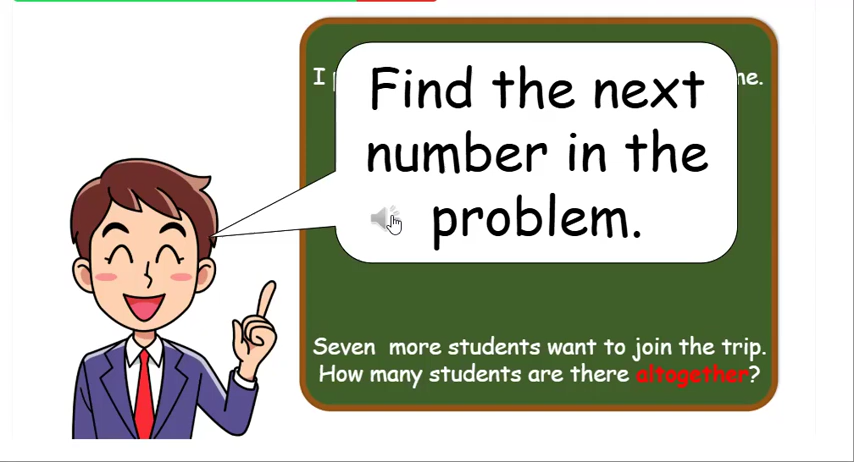 I
Find the next
number in the
problem.
Seven more students want to join the trip.
How many students are there altogether?